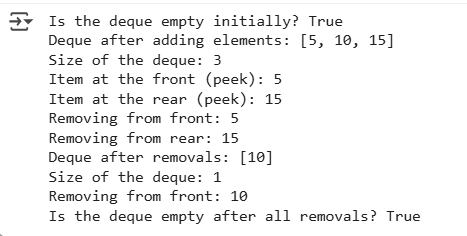 Is the deque empty initially? True
Deque after adding elements: [5, 10, 15]
Size of the deque: 3
Item at the front (peek): 5
Item at the rear (peek): 15
Removing from front: 5
Removing from rear: 15
Deque after removals: [10]
Size of the deque: 1
Removing from front: 10
Is the deque empty after all removals? True